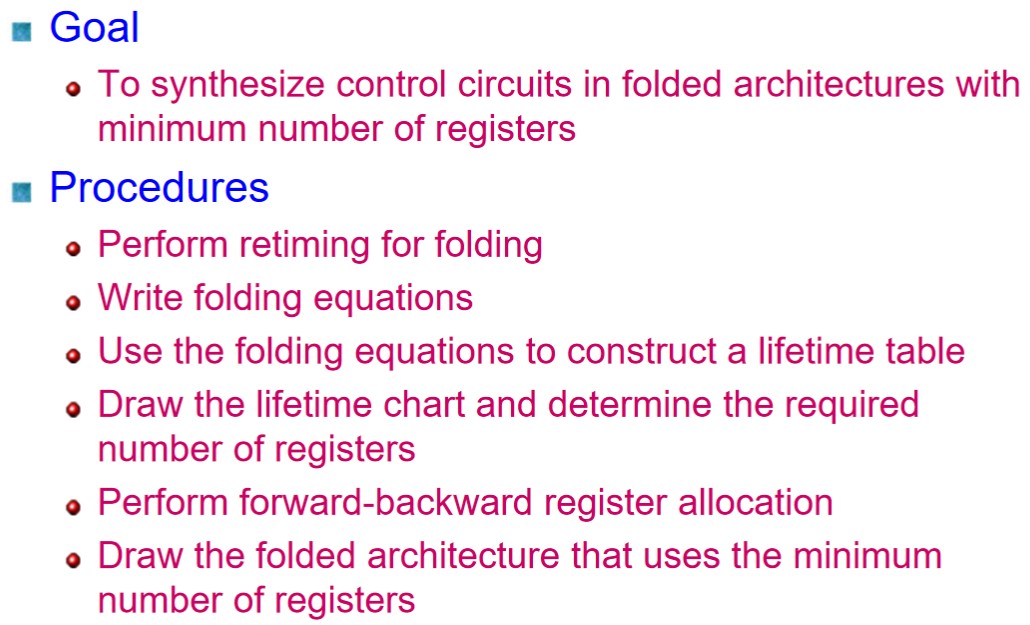 Goal
To synthesize control circuits in folded architectures with
minimum number of registers
Procedures
Perform retiming for folding
Write folding equations
Use the folding equations to construct a lifetime table
Draw the lifetime chart and determine the required
number of registers
Perform forward-backward register allocation
Draw the folded architecture that uses the minimum
number of registers